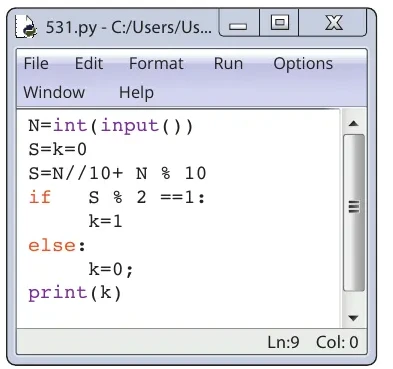 531.py - C:/Users/Us...
File Edit Format Run Options
Window Help
N=int(input())
S=k=0
S=N//10+ N % 10
if   S % 2 ==1:
     k=1
else:
     k=0;
print(k)
Ln:9 Col: 0